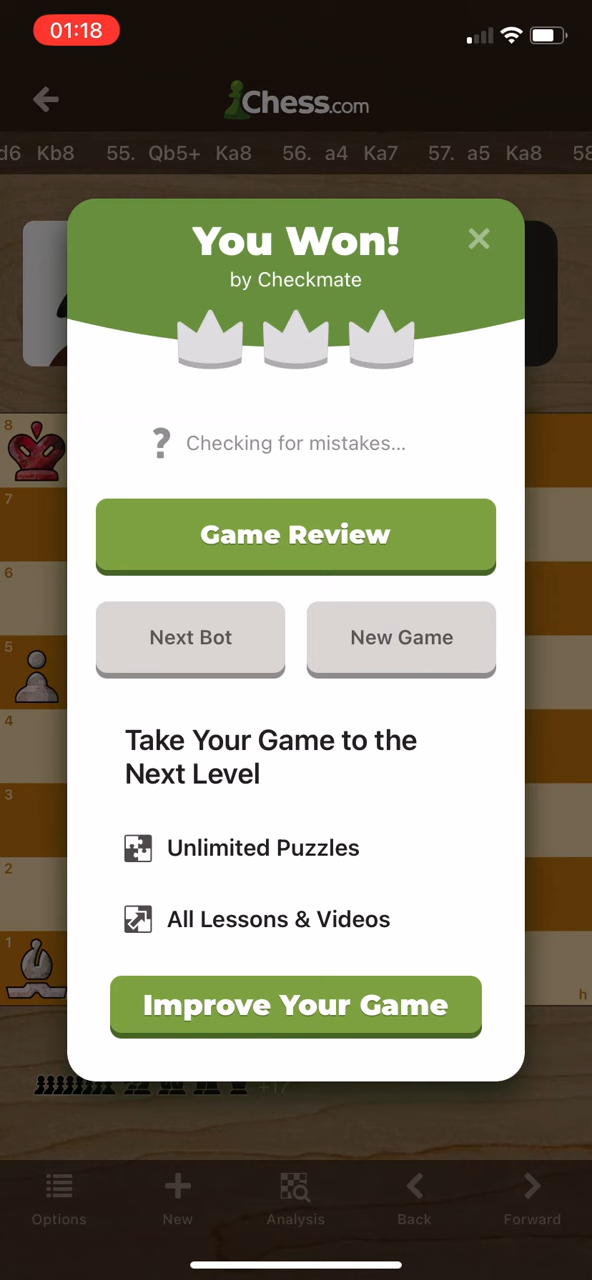 01:18
Chess.com
d6 Kb8 55. Qb5+ Ka8 56. a4 Ka7 57. a5 Ka8 58
You Won!
by Checkmate
8
? Checking for mistakes...
7
Game Review
6
Next Bot New Game
5
4
Take Your Game to the
Next Level
3
Unlimited Puzzles
2
All Lessons & Videos
1
h
Improve Your Game
+17
Options New Analysis Back Forward